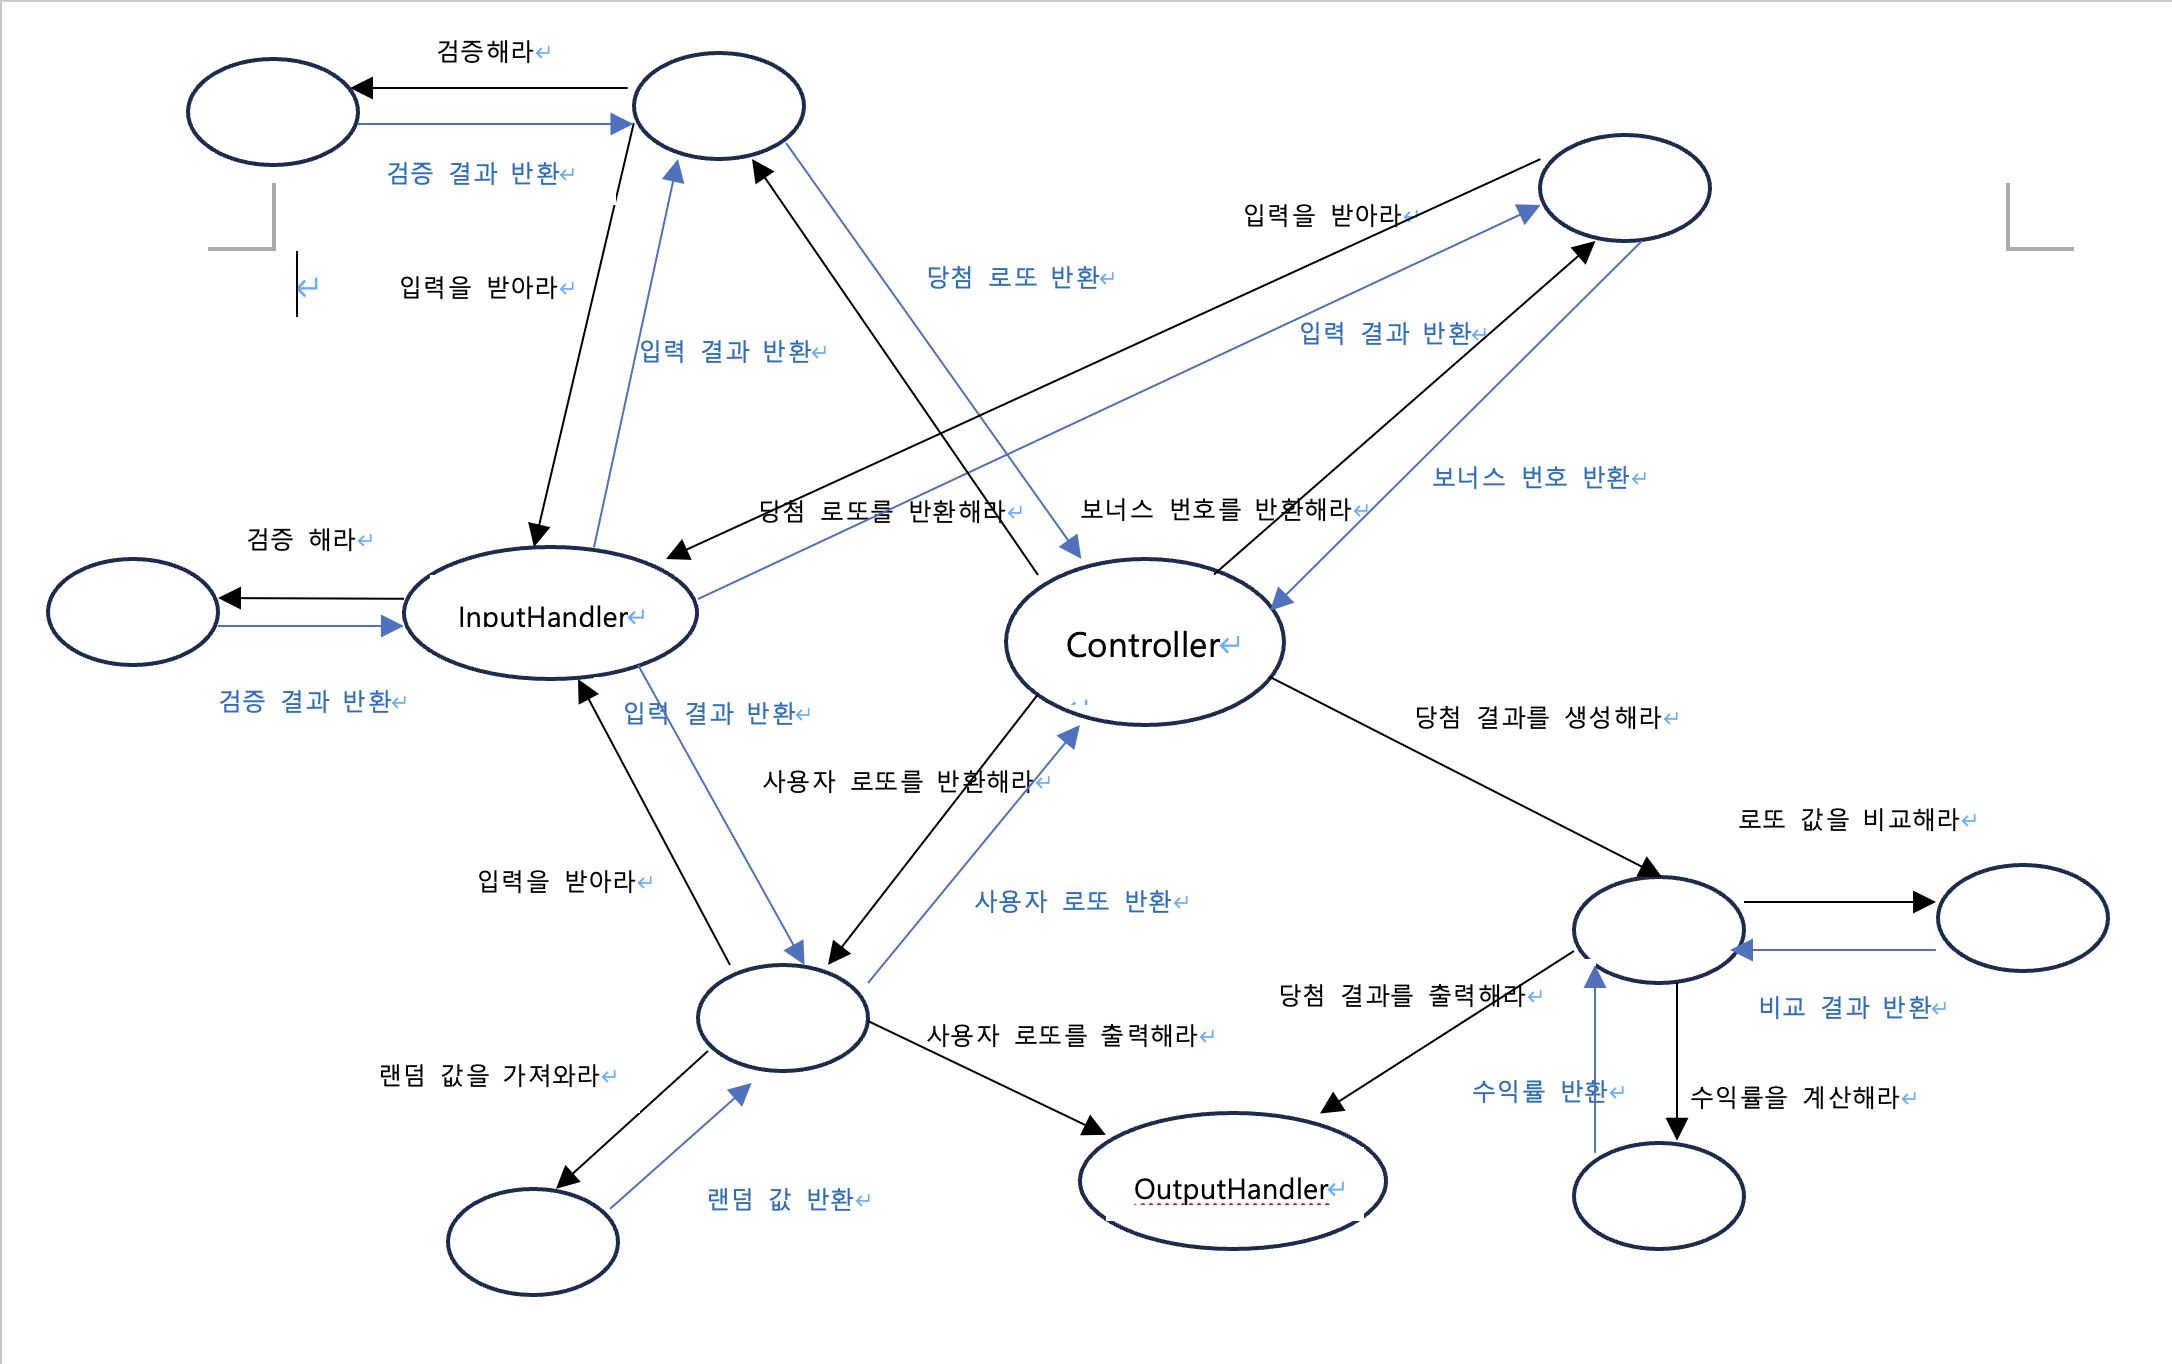 검증해라
검증 결과 반환
입력을 받아라
당첨 로또 반환
입력을 받아라
입력 결과 반환
입력 결과 반환
보너스 번호 반환
당첨 로또를 반환해라
보너스 번호를 반환해라
검증 해라
InputHandler
Controller
검증 결과 반환
입력 결과 반환
당첨 결과를 생성해라
사용자 로또를 반환해라
로또 값을 비교해라
입력을 받아라
사용자 로또 반환
당첨 결과를 출력해라
비교 결과 반환
사용자 로또를 출력해라
랜덤 값을 가져와라
수익률 반환
수익률을 계산해라
OutputHandler
랜덤 값 반환